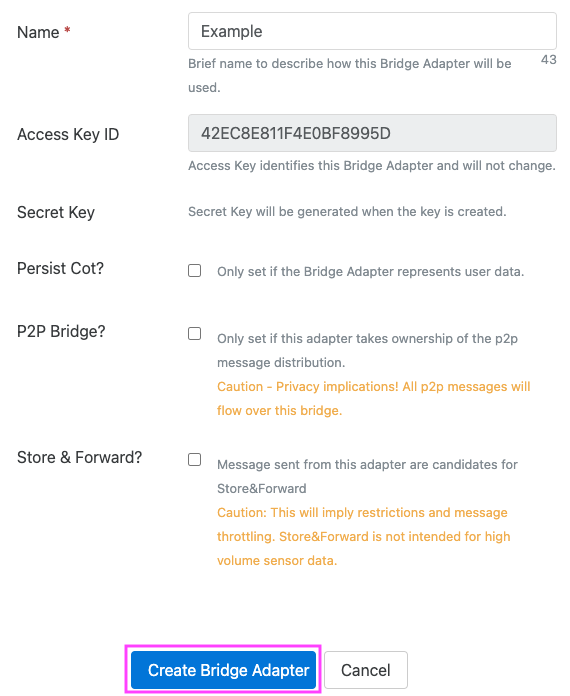 Name *
Example
Brief name to describe how this Bridge Adapter will be
used.
43
Access Key ID
42EC8E811F4E0BF8995D
Access Key identifies this Bridge Adapter and will not change.
Secret Key
Secret Key will be generated when the key is created.
Persist Cot?
Only set if the Bridge Adapter represents user data.
P2P Bridge?
Only set if this adapter takes ownership of the p2p
message distribution.
Caution - Privacy implications! All p2p messages will
flow over this bridge.
Store & Forward?
Message sent from this adapter are candidates for
Store&Forward
Caution: This will imply restrictions and message
throttling. Store&Forward is not intended for high
volume sensor data.
Create Bridge Adapter
Cancel